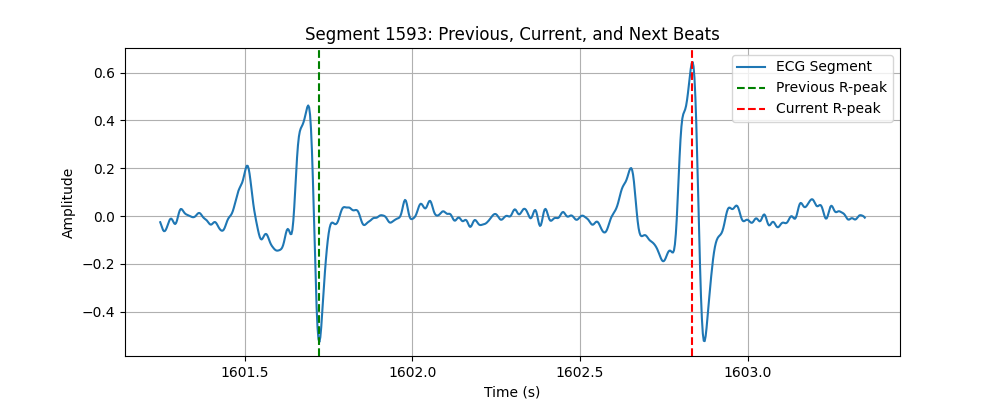 Segment 1593: Previous, Current, and Next Beats
ECG Segment
Previous R-peak
Current R-peak
Amplitude
0.6
0.4
0.2
0.0
−0.2
−0.4
1601.5 1602.0 1602.5 1603.0
Time (s)